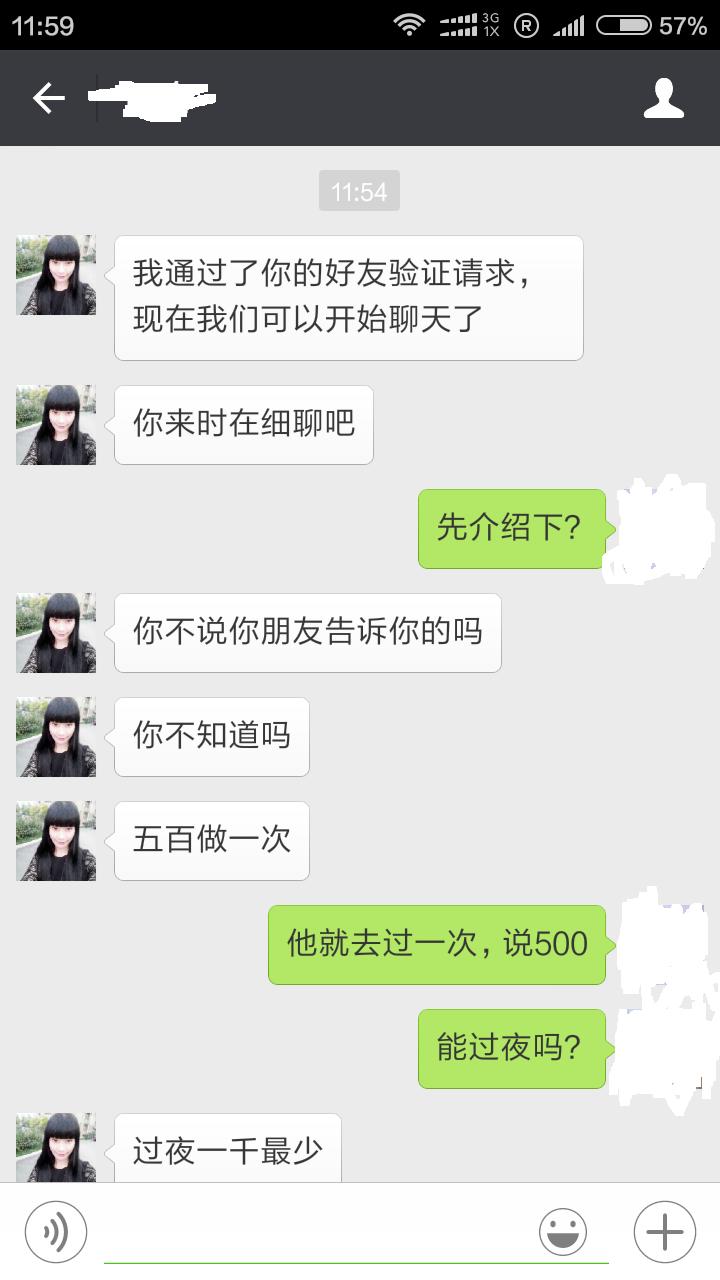 11:59
3G
1X
R
57%
11:54
我通过了你的好友验证请求，
现在我们可以开始聊天了
你来时在细聊吧
先介绍下?
你不说你朋友告诉你的吗
你不知道吗
五百做一次
他就去过一次，说500
能过夜吗?
过夜一千最少